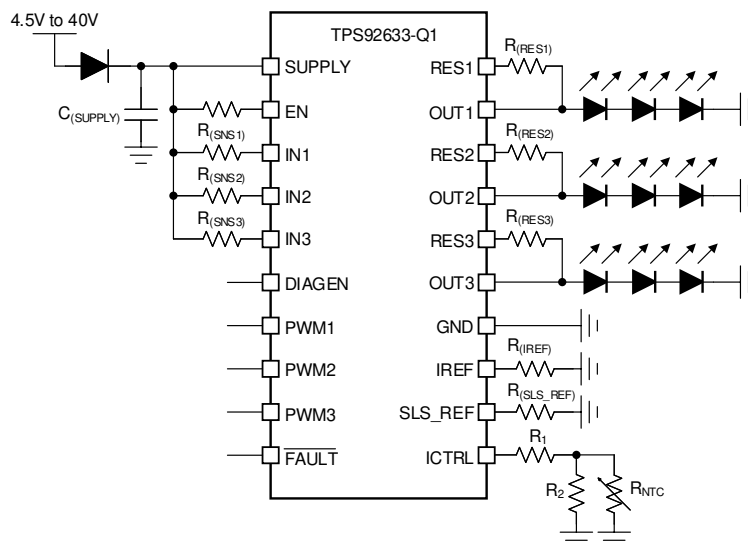 4.5V to 40V
TPS92633-Q1
SUPPLY
EN
IN1
IN2
IN3
DIAGEN
PWM1
PWM2
PWM3
FAULT
RES1
OUT1
RES2
OUT2
RES3
OUT3
GND
IREF
SLS_REF
ICTRL
C(SUPPLY)
R(SNS1)
R(SNS2)
R(SNS3)
R(RES1)
R(RES2)
R(RES3)
R(IREF)
R(SLS_REF)
R1
R2
RNTC